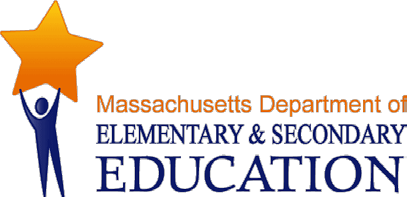 Massachusetts Department of
ELEMENTARY & SECONDARY
EDUCATION